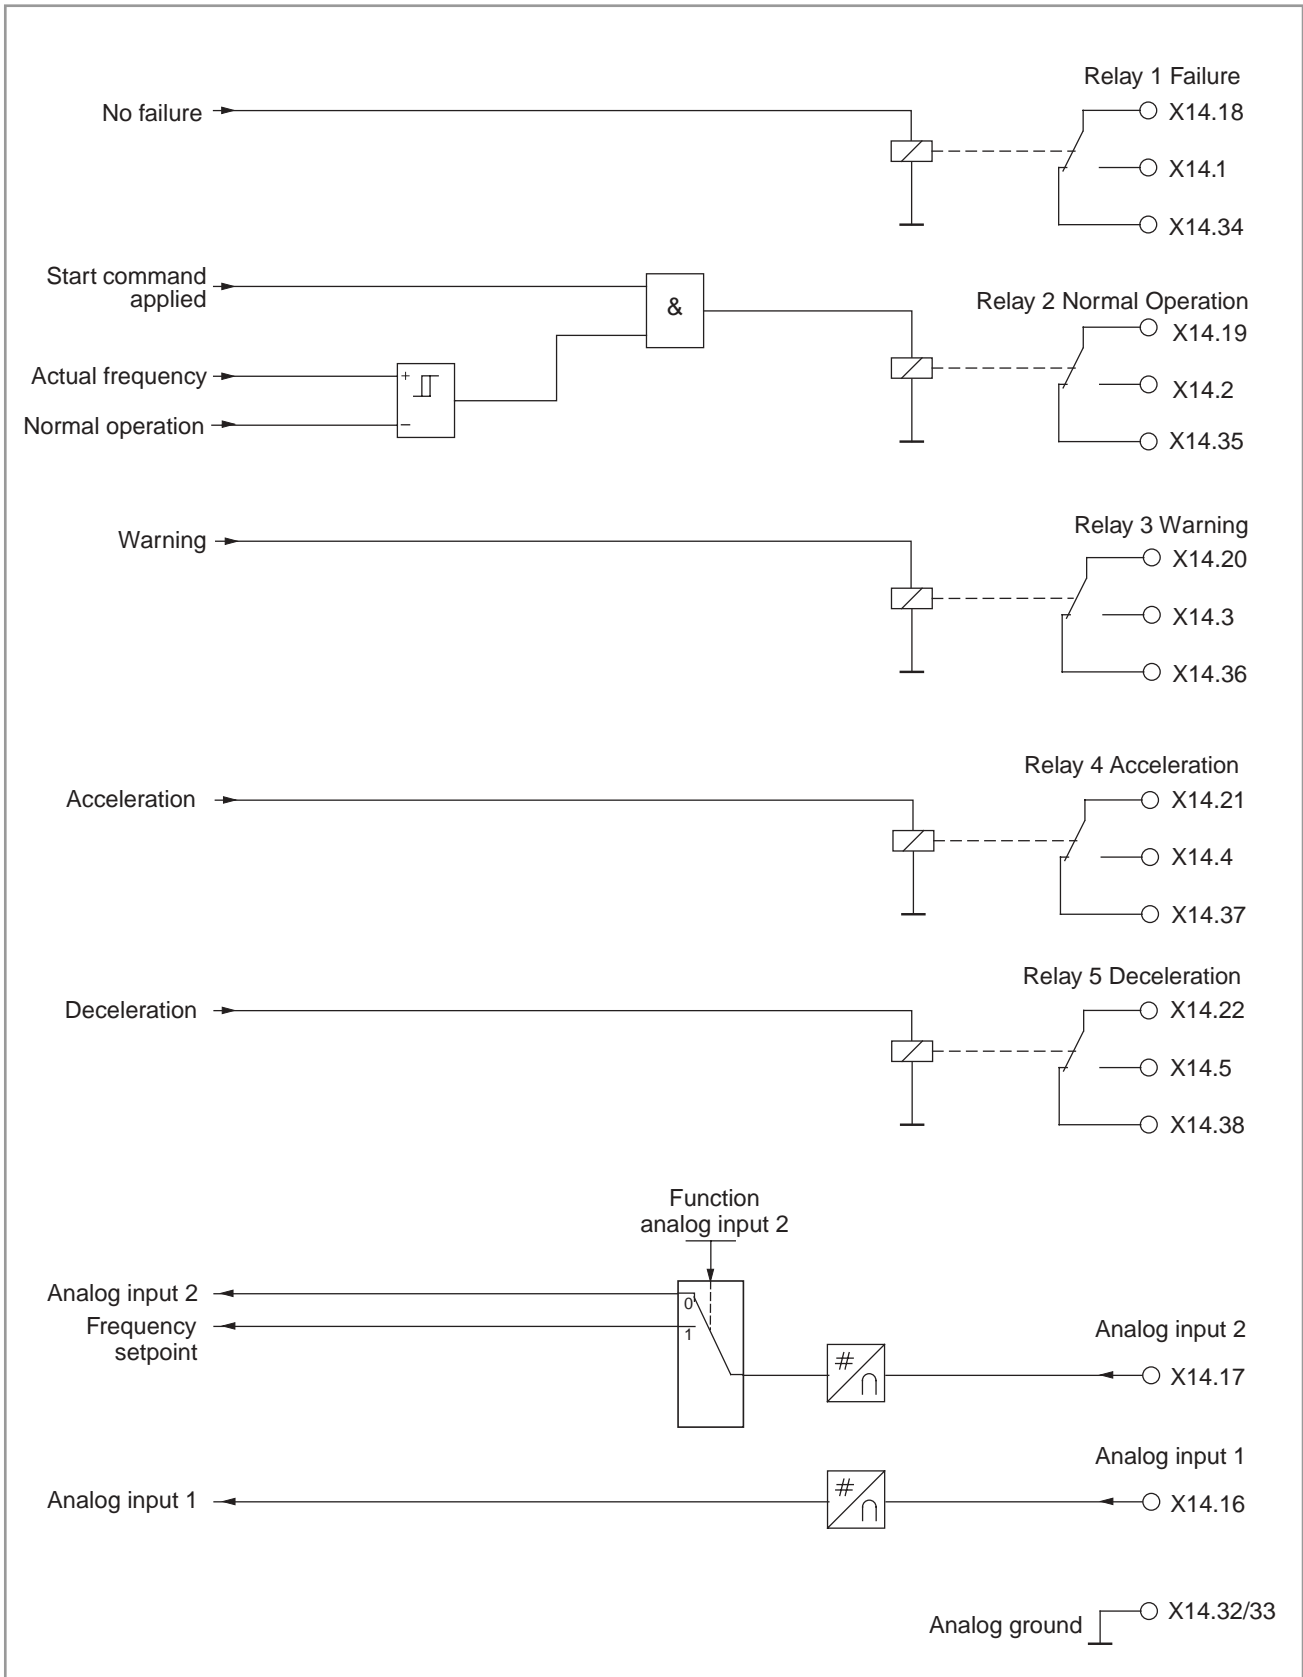 Relay 1 Failure
No failure
X14.18
X14.1
X14.34
Start command
applied
&
Relay 2 Normal Operation
X14.19
Actual frequency
+
X14.2
Normal operation
–
X14.35
Relay 3 Warning
Warning
X14.20
X14.3
X14.36
Relay 4 Acceleration
Acceleration
X14.21
X14.4
X14.37
Relay 5 Deceleration
Deceleration
X14.22
X14.5
X14.38
Function
analog input 2
Analog input 2
0
Frequency
setpoint
1
Analog input 2
#
X14.17
Analog input 1
Analog input 1
#
X14.16
Analog ground
X14.32/33